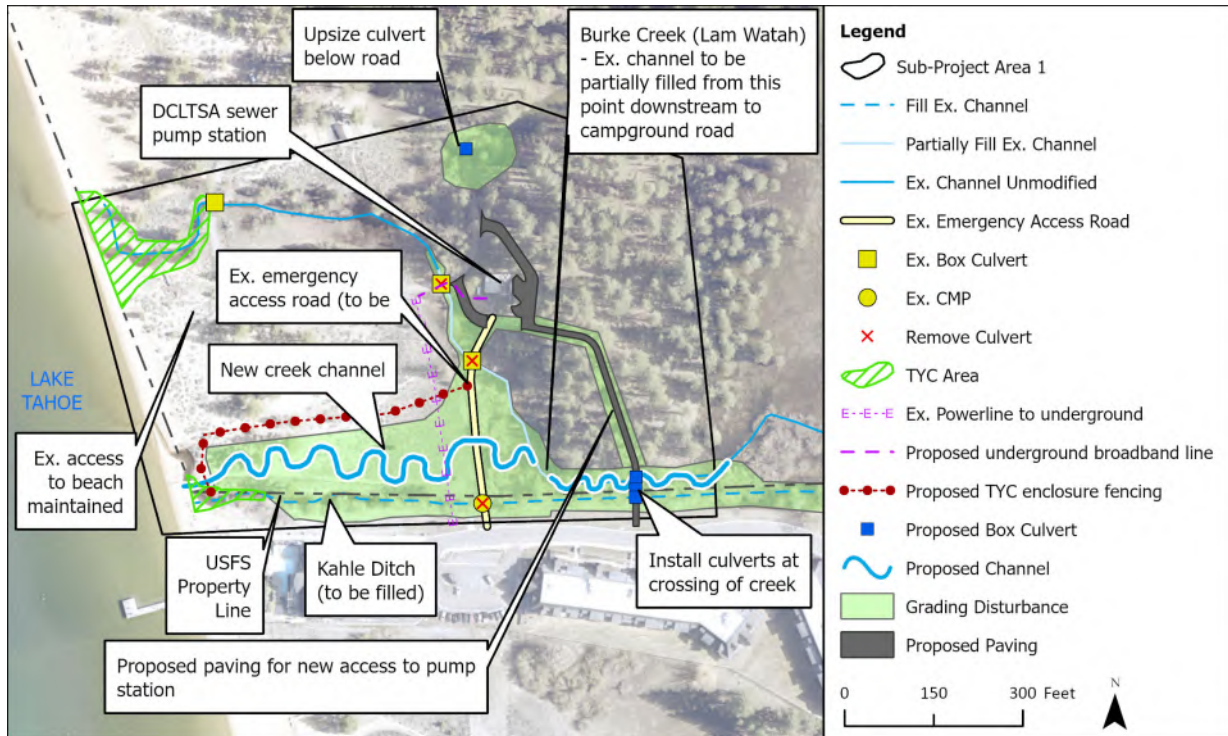 Upsize culvert
below road
DCLTSA sewer
pump station
Burke Creek (Lam Watah)
- Ex. channel to be
partially filled from this
point downstream to
campground road
Ex. emergency
access road (to be
New creek channel
LAKE
TAHOE
Ex. access
to beach
maintained
USFS
Property
Line
Kahle Ditch
(to be filled)
Install culverts at
crossing of creek
Proposed paving for new access to pump
station
E
E
E
E
E
E
E
E
Legend
Sub-Project Area 1
Fill Ex. Channel
Partially Fill Ex. Channel
Ex. Channel Unmodified
Ex. Emergency Access Road
Ex. Box Culvert
Ex. CMP
Remove Culvert
TYC Area
E--E--E Ex. Powerline to underground
Proposed underground broadband line
Proposed TYC enclosure fencing
Proposed Box Culvert
Proposed Channel
Grading Disturbance
Proposed Paving
0 150 300 Feet
N